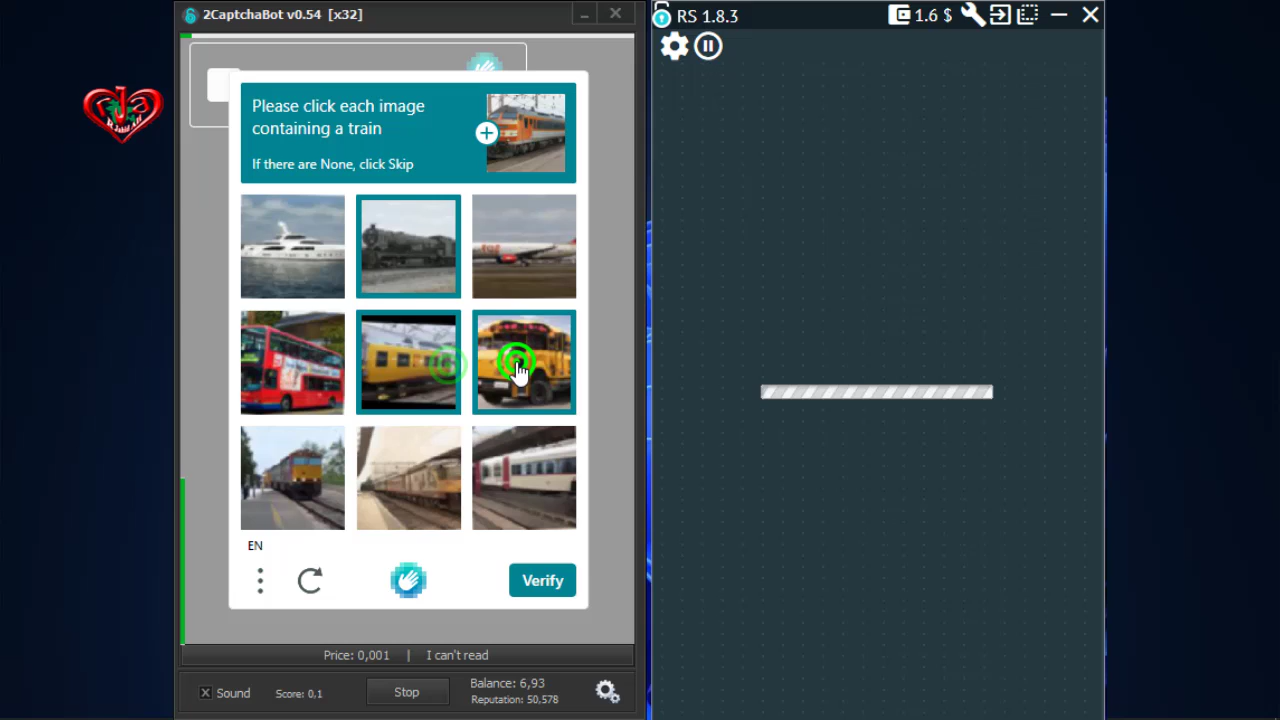 2CaptchaBot v0.54 [x32]
RS 1.8.3
1.6 $
Please click each image
containing a train
If there are None, click Skip
EN
Verify
Price: 0,001 | I can't read
Sound
Score: 0,1
Stop
Balance: 6,93
Reputation: 50,578